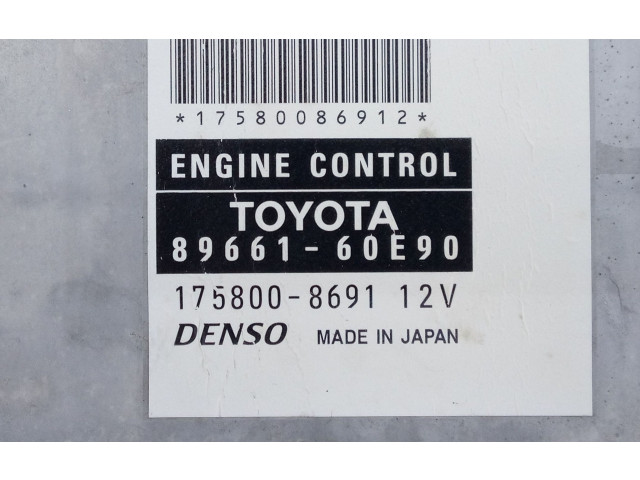 *17580086912*
ENGINE CONTROL
TOYOTA
89661-60E90
175800-8691 12V
DENSO MADE IN JAPAN